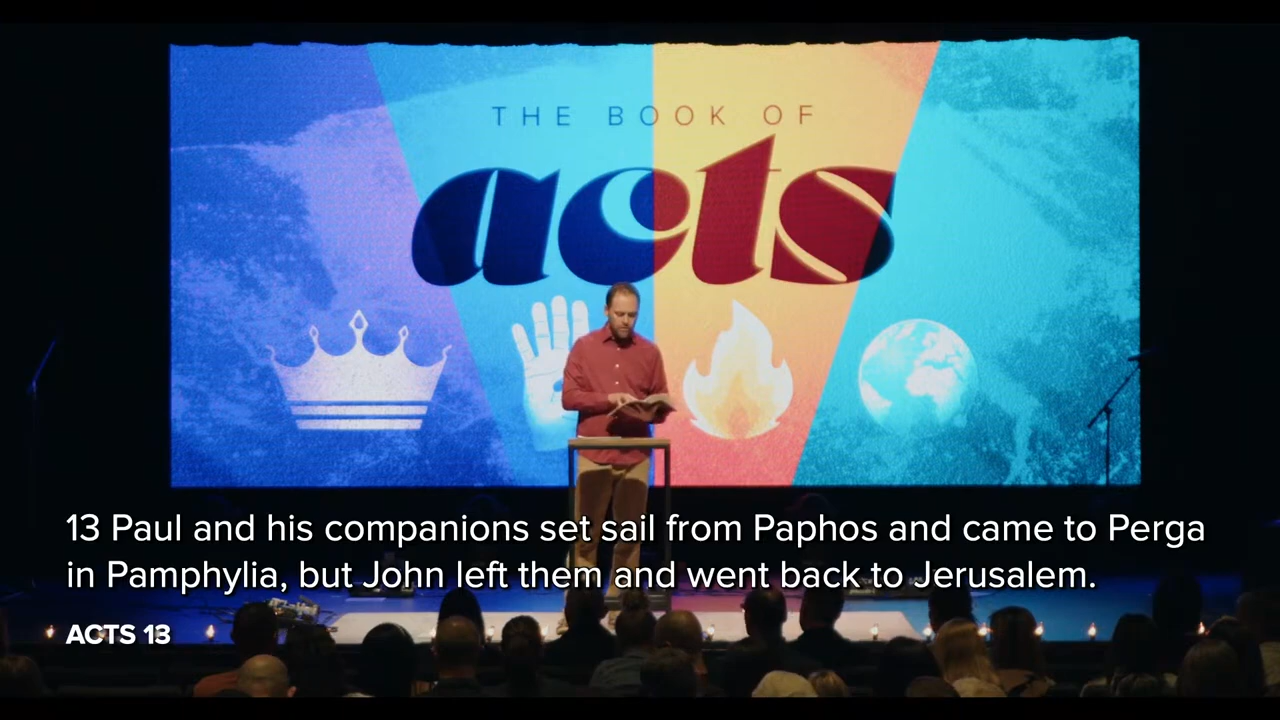 THE BOOK OF
acts
13 Paul and his companions set sail from Paphos and came to Perga
in Pamphylia, but John left them and went back to Jerusalem.
ACTS 13